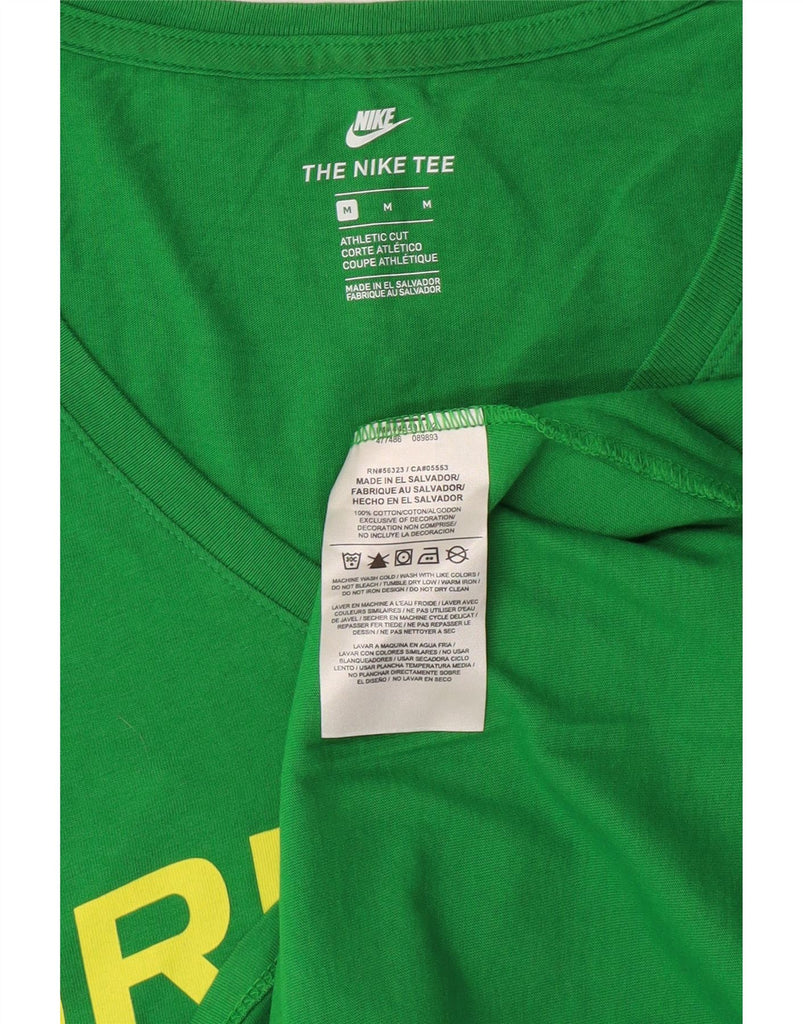 NIKE
THE NIKE TEE
M M M
ATHLETIC CUT
CORTE ATLÉTICO
COUPE ATHLÉTIQUE
MADE IN EL SALVADOR
FABRIQUE AU SALVADOR
477486 089893
RN#56323 / CA#05553
MADE IN EL SALVADOR/
FABRIQUE AU SALVADOR/
HECHO EN EL SALVADOR
100% COTTON/COTON/ALGODON
EXCLUSIVE OF DECORATION/
DECORATION NON COMPRISE/
NO INCLUYE LA DECORACIÓN
30C
MACHINE WASH COLD / WASH WITH LIKE COLORS /
DO NOT BLEACH / TUMBLE DRY LOW / WARM IRON /
DO NOT IRON DESIGN / DO NOT DRY CLEAN
LAVER EN MACHINE A L'EAU FROIDE / LAVER AVEC
COULEURS SIMILAIRES / NE PAS UTILISER D'EAU
DE JAVEL / SECHER EN MACHINE CYCLE DELICAT /
REPASSER FER TIEDE / NE PAS REPASSER LE
DESSIN / NE PAS NETTOYER A SEC
LAVAR A MAQUINA EN AGUA FRIA /
LAVAR CON COLORES SIMILARES / NO USAR
BLANQUEADORES / USAR SECADORA CICLO
LENTO / USAR PLANCHA TEMPERATURA MEDIA /
NO PLANCHAR DIRECTAMENTE SOBRE
EL DISEÑO / NO LAVAR EN SECO